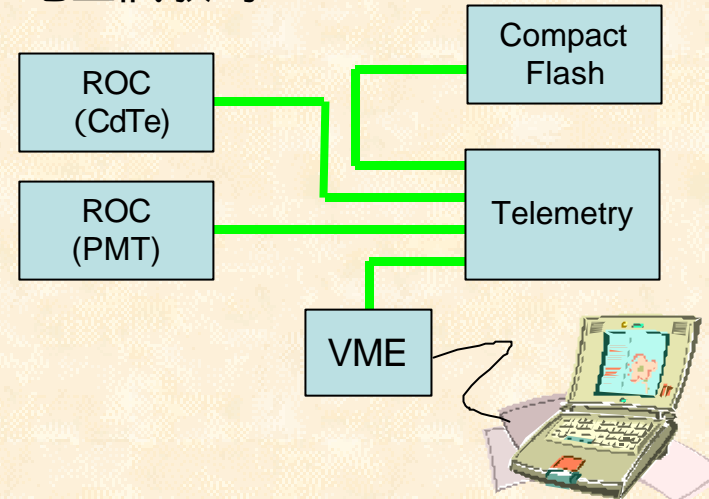 ROC
(CdTe)
Compact
Flash
ROC
(PMT)
Telemetry
VME